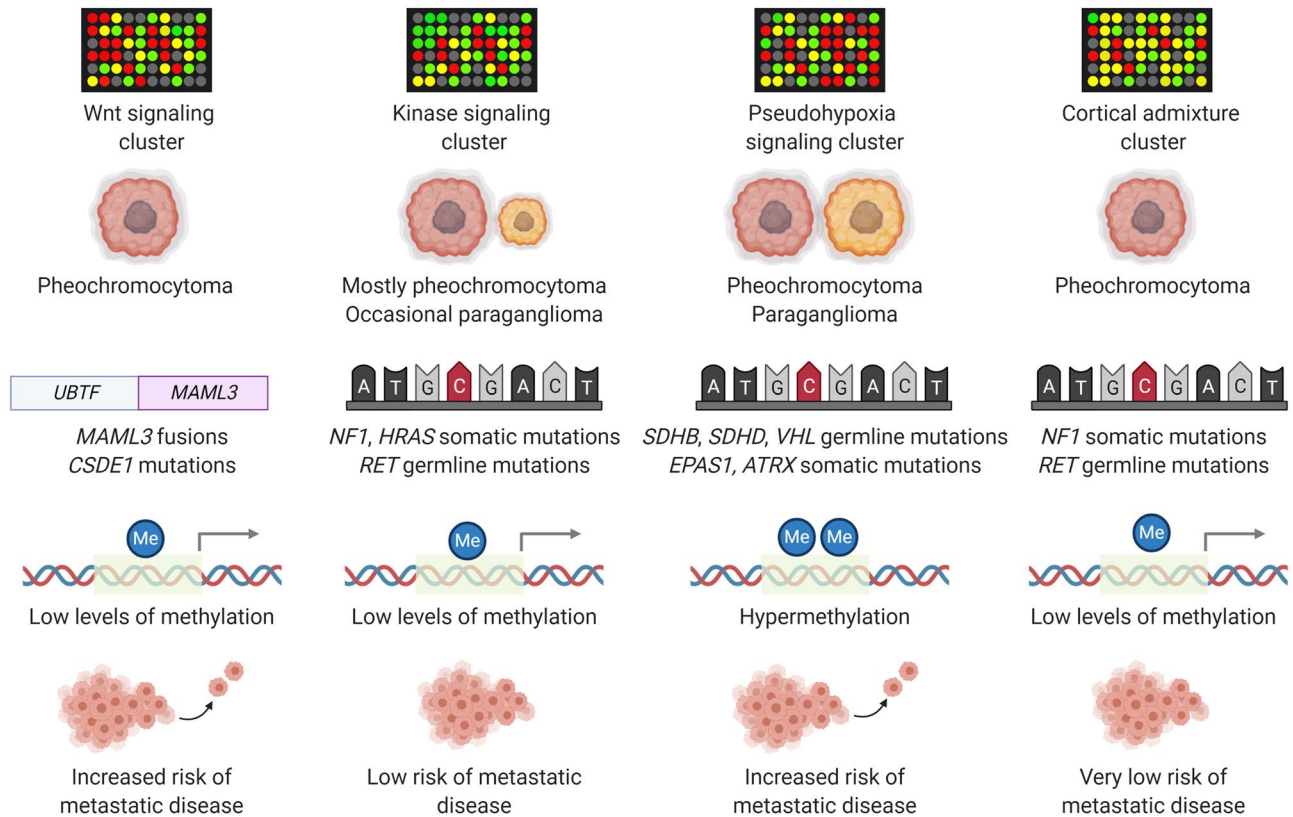 Wnt signaling
cluster
Kinase signaling
cluster
Pseudohypoxia
signaling cluster
Cortical admixture
cluster
Pheochromocytoma
Mostly pheochromocytoma
Occasional paraganglioma
Pheochromocytoma
Paraganglioma
Pheochromocytoma
UBTF MAML3
A T G C G A C T
A T G C G A C T
A T G C G A C T
MAML3 fusions
CSDE1 mutations
NF1, HRAS somatic mutations
RET germline mutations
SDHB, SDHD, VHL germline mutations
EPAS1, ATRX somatic mutations
NF1 somatic mutations
RET germline mutations
Me
Me
Me Me
Me
Low levels of methylation
Low levels of methylation
Hypermethylation
Low levels of methylation
Increased risk of
metastatic disease
Low risk of metastatic
disease
Increased risk of
metastatic disease
Very low risk of
metastatic disease